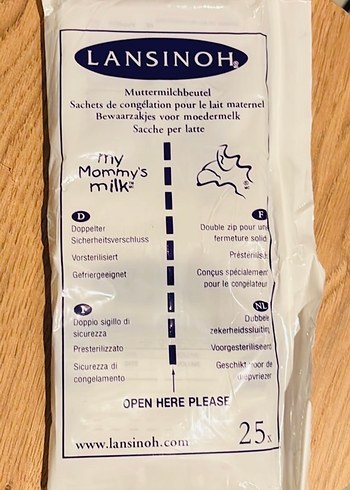 LANSINOH®
Muttermilchbeutel
Sachets de congélation pour le lait maternel
Bewaarzakjes voor moedermelk
Sacche per latte
my
Mommy's
milk™
D
Doppelter
Sicherheitsverschluss
Vorsterilisiert
Gefriergeeignet
F
Double zip pour une
fermeture solide
Conçus spécialement
pour le congélateur
I
Doppio sigillo di
sicurezza
Presterilizzato
Sicurezza di
congelamento
NL
Dubbele
zekerheidssluiting
Voorgesteriliseerd
Geschikt voor de
diepvriezer
OPEN HERE PLEASE
www.lansinoh.com
25x